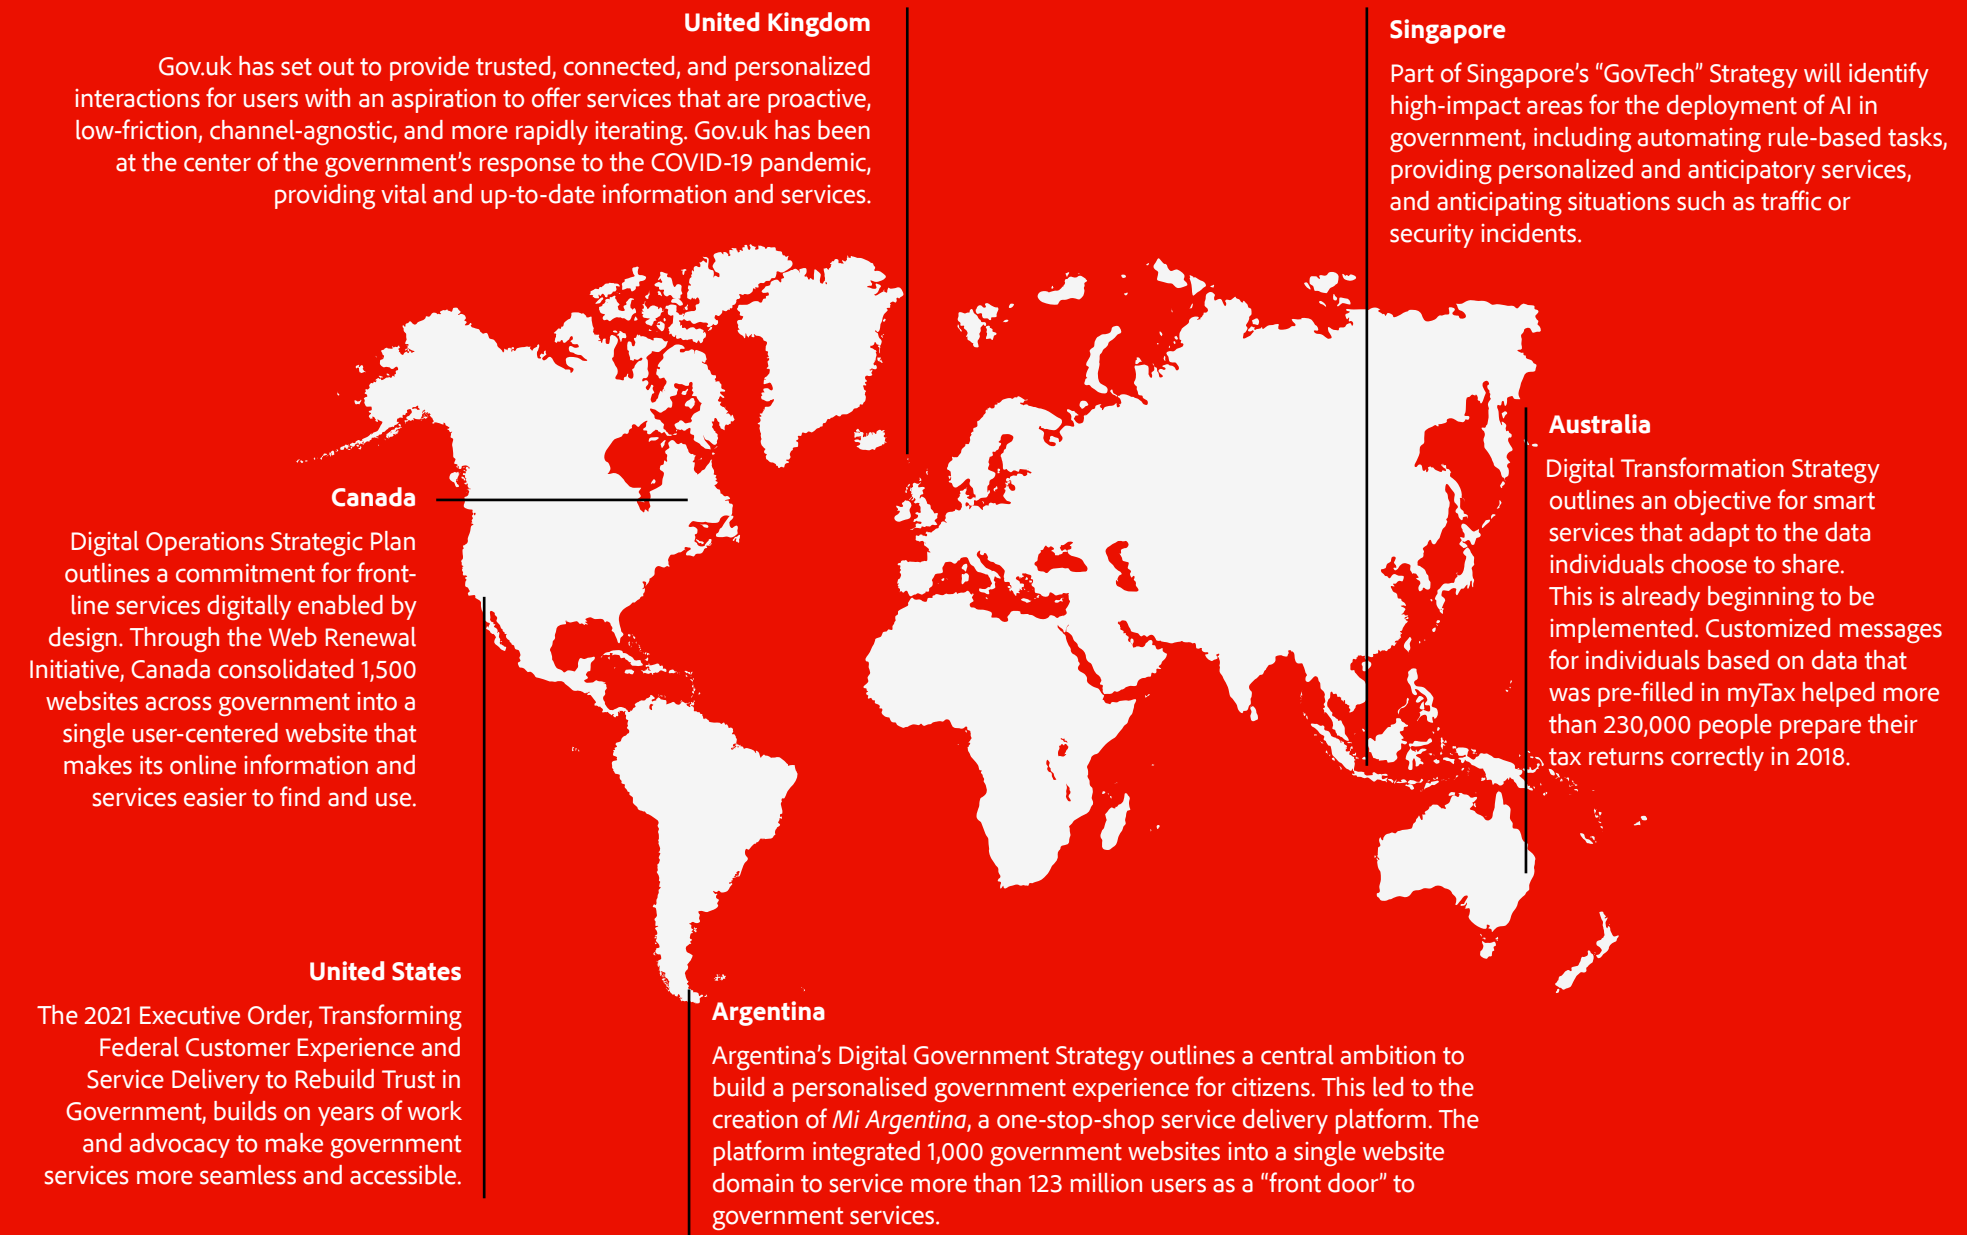 United Kingdom
Gov.uk has set out to provide trusted, connected, and personalized
interactions for users with an aspiration to offer services that are proactive,
low-friction, channel-agnostic, and more rapidly iterating. Gov.uk has been
at the center of the government's response to the COVID-19 pandemic,
providing vital and up-to-date information and services.
Singapore
Part of Singapore's “GovTech” Strategy will identify
high-impact areas for the deployment of AI in
government, including automating rule-based tasks,
providing personalized and anticipatory services,
and anticipating situations such as traffic or
security incidents.
Canada
Digital Operations Strategic Plan
outlines a commitment for front-
line services digitally enabled by
design. Through the Web Renewal
Initiative, Canada consolidated 1,500
websites across government into a
single user-centered website that
makes its online information and
services easier to find and use.
Australia
Digital Transformation Strategy
outlines an objective for smart
services that adapt to the data
individuals choose to share.
This is already beginning to be
implemented. Customized messages
for individuals based on data that
was pre-filled in myTax helped more
than 230,000 people prepare their
tax returns correctly in 2018.
United States
The 2021 Executive Order, Transforming
Federal Customer Experience and
Service Delivery to Rebuild Trust in
Government, builds on years of work
and advocacy to make government
services more seamless and accessible.
Argentina
Argentina's Digital Government Strategy outlines a central ambition to
build a personalised government experience for citizens. This led to the
creation of Mi Argentina, a one-stop-shop service delivery platform. The
platform integrated 1,000 government websites into a single website
domain to service more than 123 million users as a “front door” to
government services.